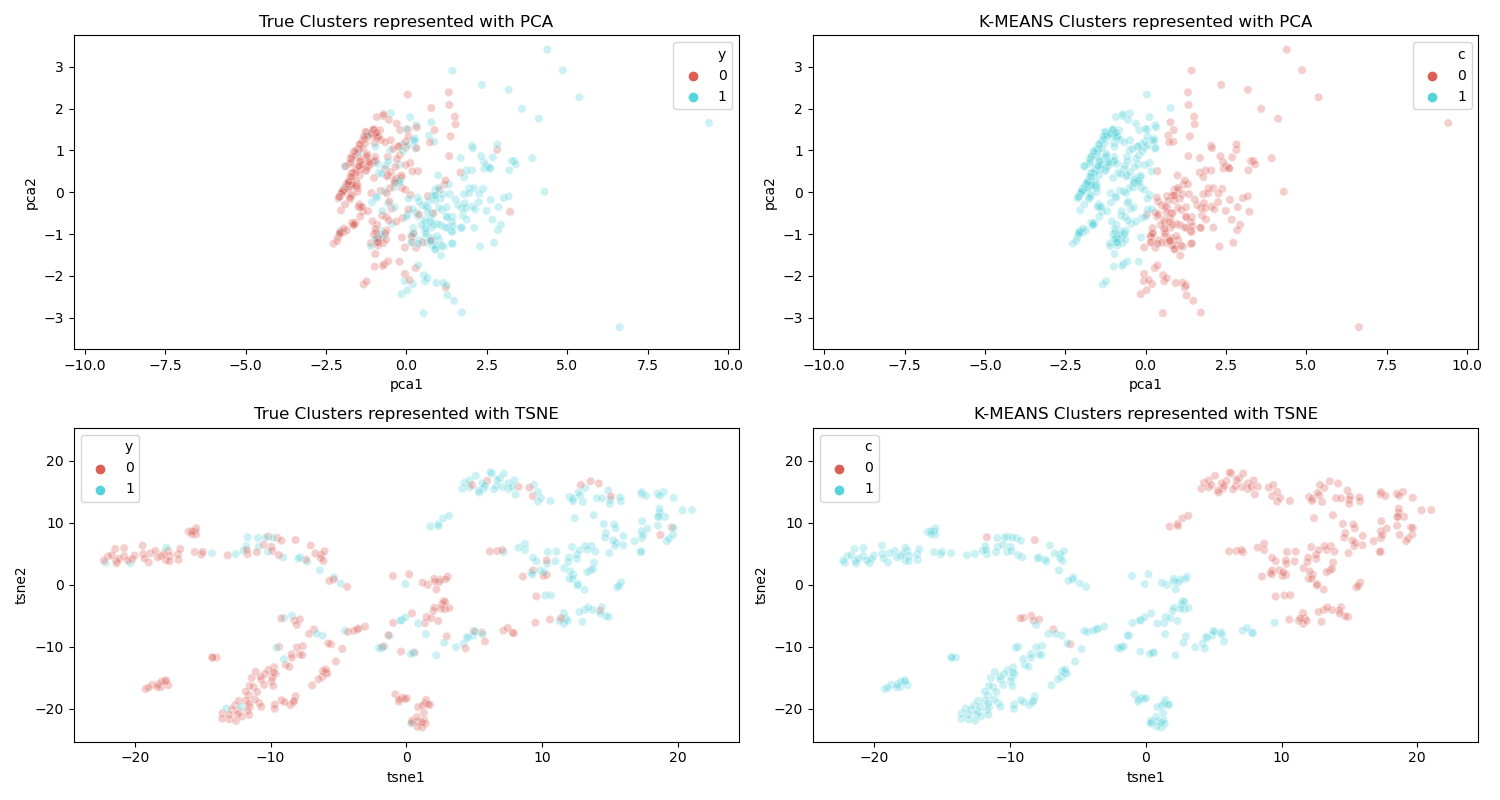 True Clusters represented with PCA
y
0
1
3
2
1
0
−1
−2
−3
pca2
−10.0 −7.5 −5.0 −2.5 0.0 2.5 5.0 7.5 10.0
pca1
K-MEANS Clusters represented with PCA
c
0
1
3
2
1
0
−1
−2
−3
pca2
−10.0 −7.5 −5.0 −2.5 0.0 2.5 5.0 7.5 10.0
pca1
True Clusters represented with TSNE
y
0
1
20
10
0
−10
−20
tsne2
−20 −10 0 10 20
tsne1
K-MEANS Clusters represented with TSNE
c
0
1
20
10
0
−10
−20
tsne2
−20 −10 0 10 20
tsne1